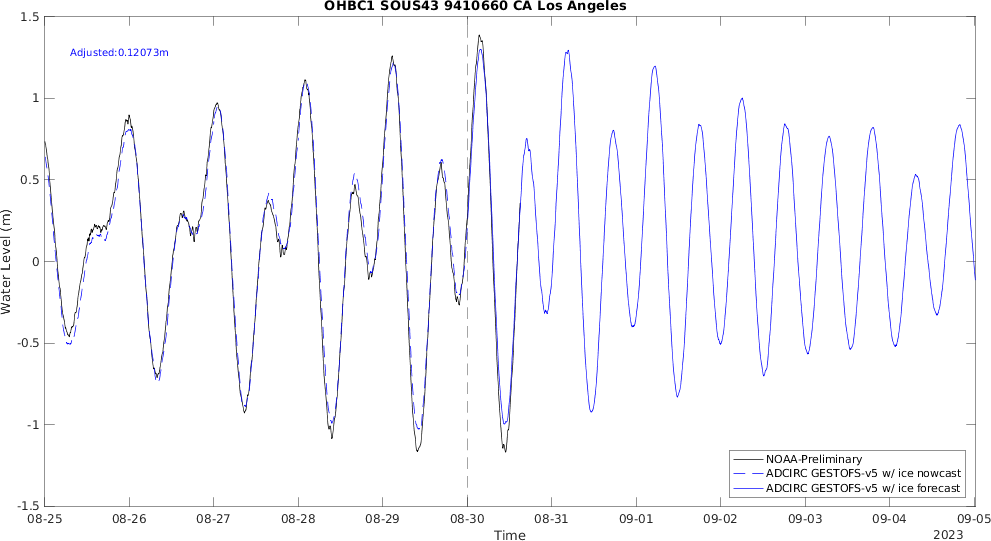 OHBC1 SOUS43 9410660 CA Los Angeles
1.5
Adjusted:0.12073m
1
0.5
0
-0.5
-1
-1.5
Water Level (m)
NOAA-Preliminary
ADCIRC GESTOFS-v5 w/ ice nowcast
ADCIRC GESTOFS-v5 w/ ice forecast
08-25 08-26 08-27 08-28 08-29 08-30 08-31 09-01 09-02 09-03 09-04 09-05
Time
2023